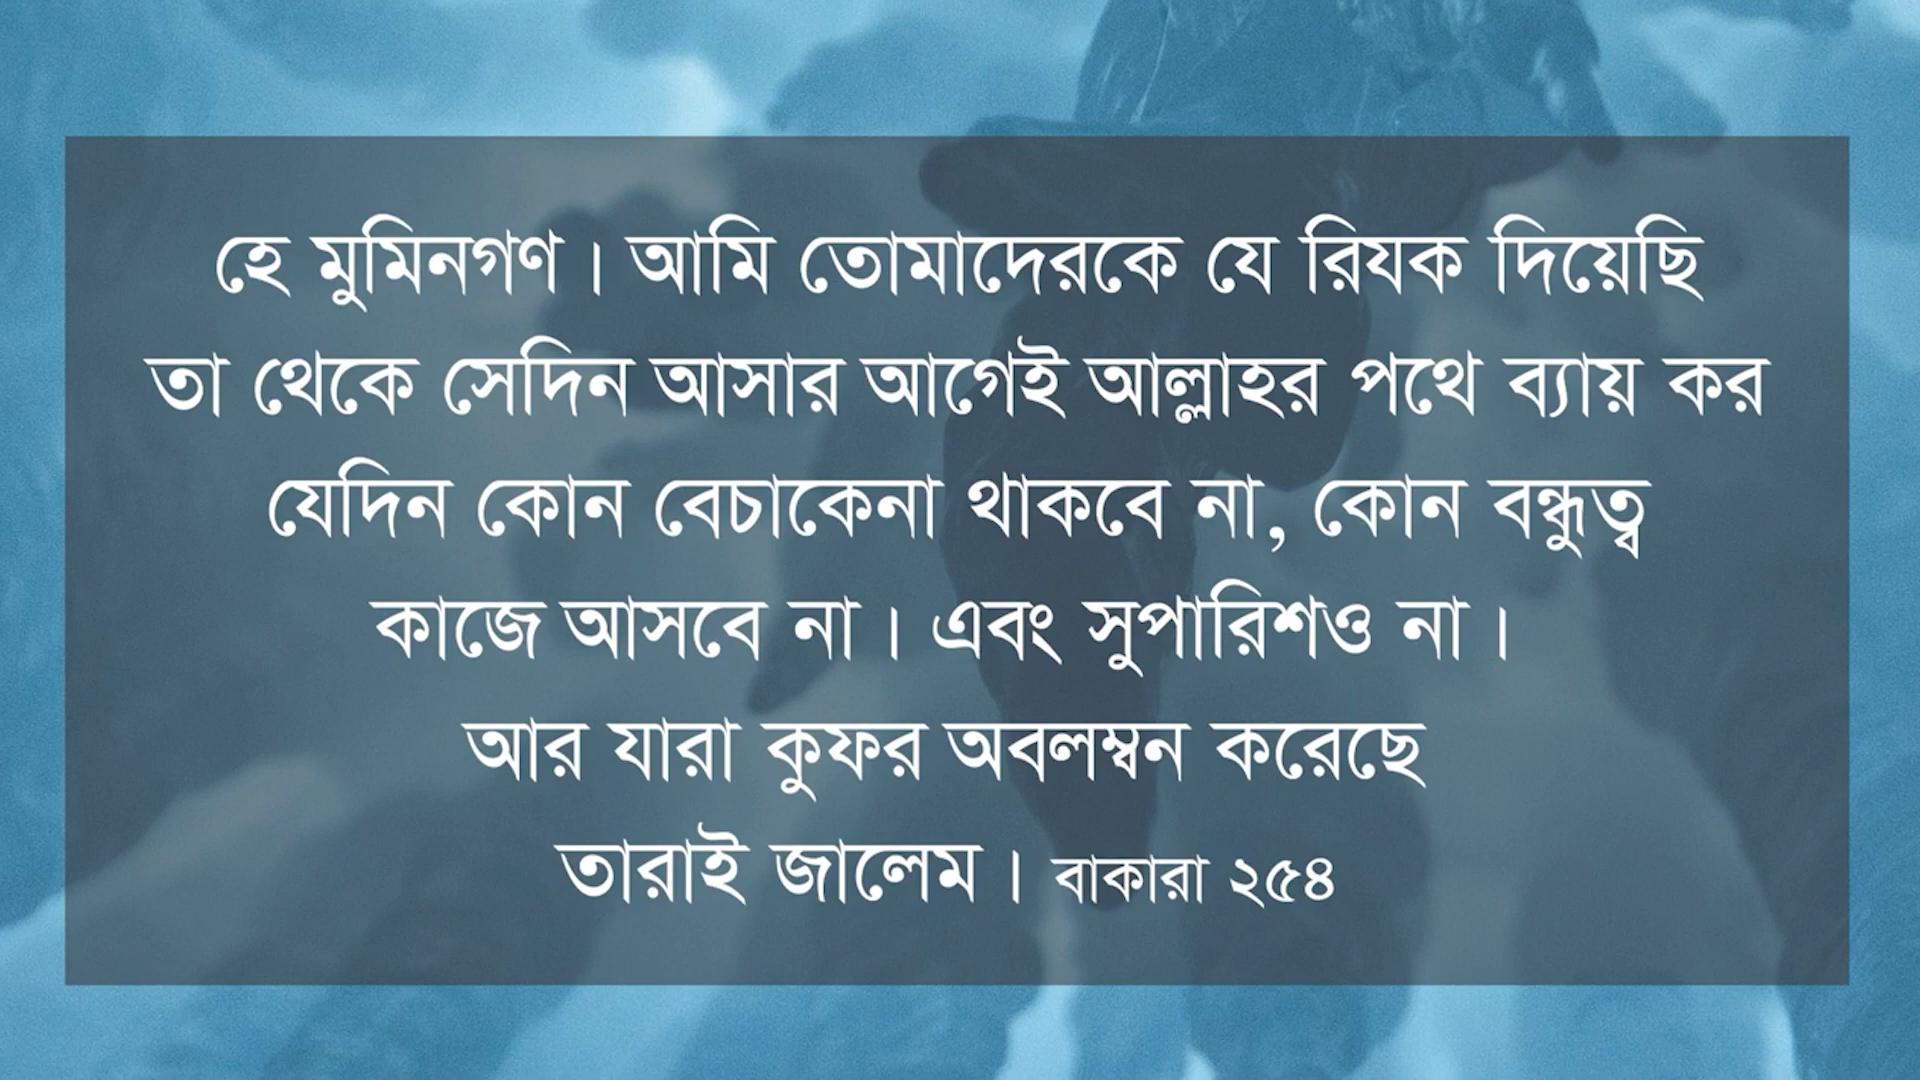 হে মুমিনগণ। আমি তোমাদেরকে যে রিযক দিয়েছি
তা থেকে সেদিন আসার আগেই আল্লাহর পথে ব্যায় কর
যেদিন কোন বেচাকেনা থাকবে না, কোন বন্ধুত্ব
কাজে আসবে না। এবং সুপারিশও না।
আর যারা কুফর অবলম্বন করেছে
তারাই জালেম। বাকারা ২৫৪